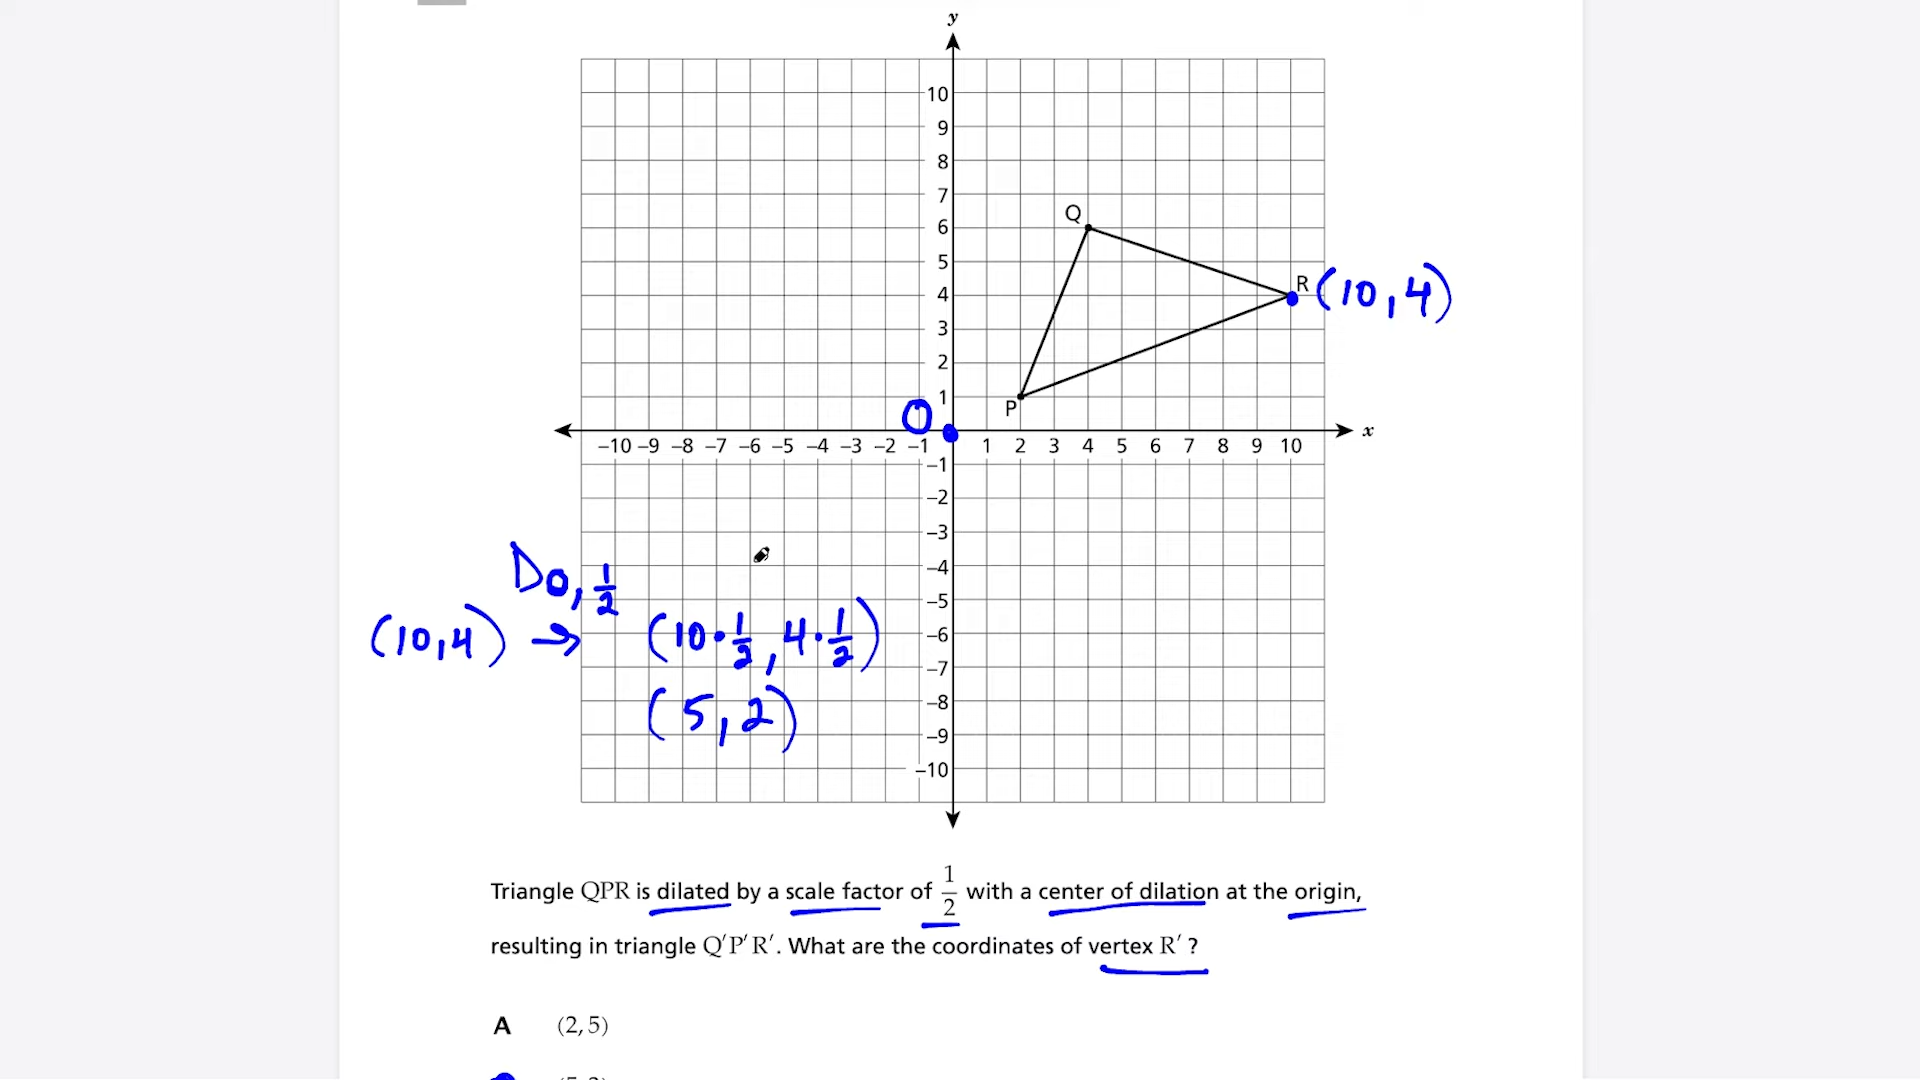 y
10
9
8
7
Q
6
5
R (10,4)
4
3
2
1
P
O
x
–10 –9 –8 –7 –6 –5 –4 –3 –2 –1 1 2 3 4 5 6 7 8 9 10
–1
–2
–3
–4
–5
–6
–7
–8
–9
–10
D₀,½
(10,4) → (10·½, 4·½)
(5,2)
Triangle QPR is dilated by a scale factor of 1/2 with a center of dilation at the origin,
resulting in triangle Q′P′R′. What are the coordinates of vertex R′ ?
A (2, 5)